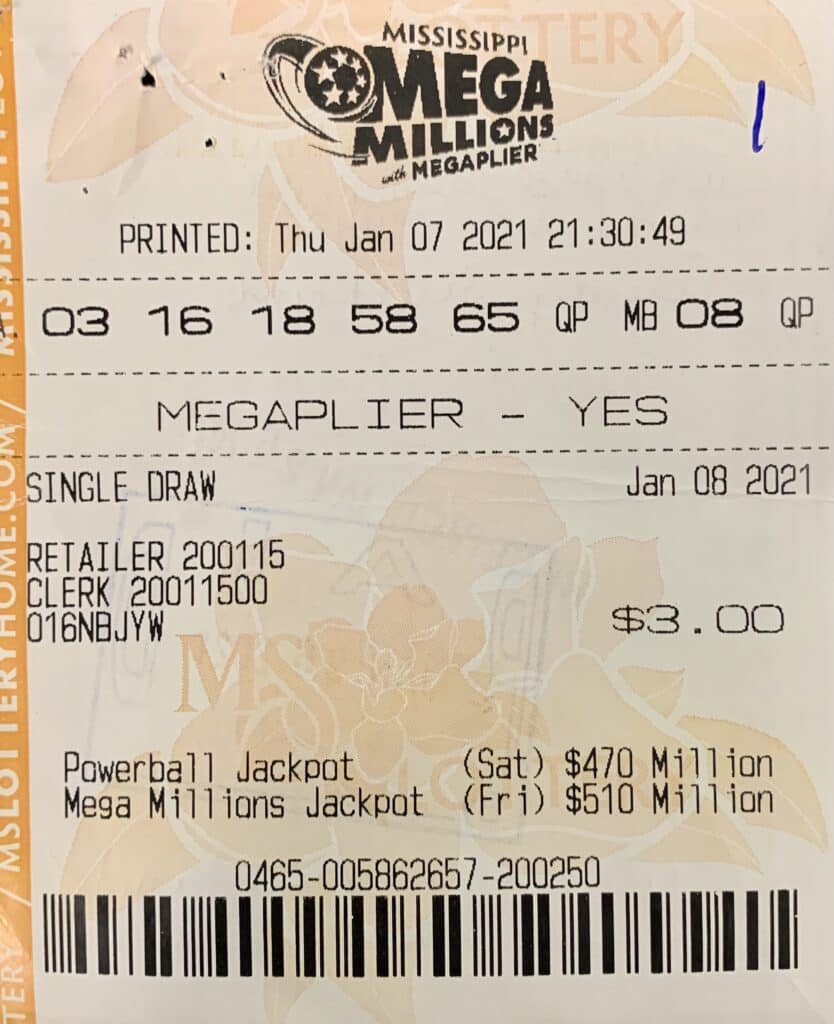 MISSISSIPPI
MEGA
MILLIONS
with MEGAPLIER
PRINTED: Thu Jan 07 2021 21:30:49
03 16 18 58 65 QP MB 08 QP
MEGAPLIER - YES
SINGLE DRAW Jan 08 2021
RETAILER 200115
CLERK 20011500
016NBJYW $3.00
MS
Powerball Jackpot (Sat) $470 Million
Mega Millions Jackpot (Fri) $510 Million
0465-005862657-200250
MSLOTTERYHOME.COM /
TTERY